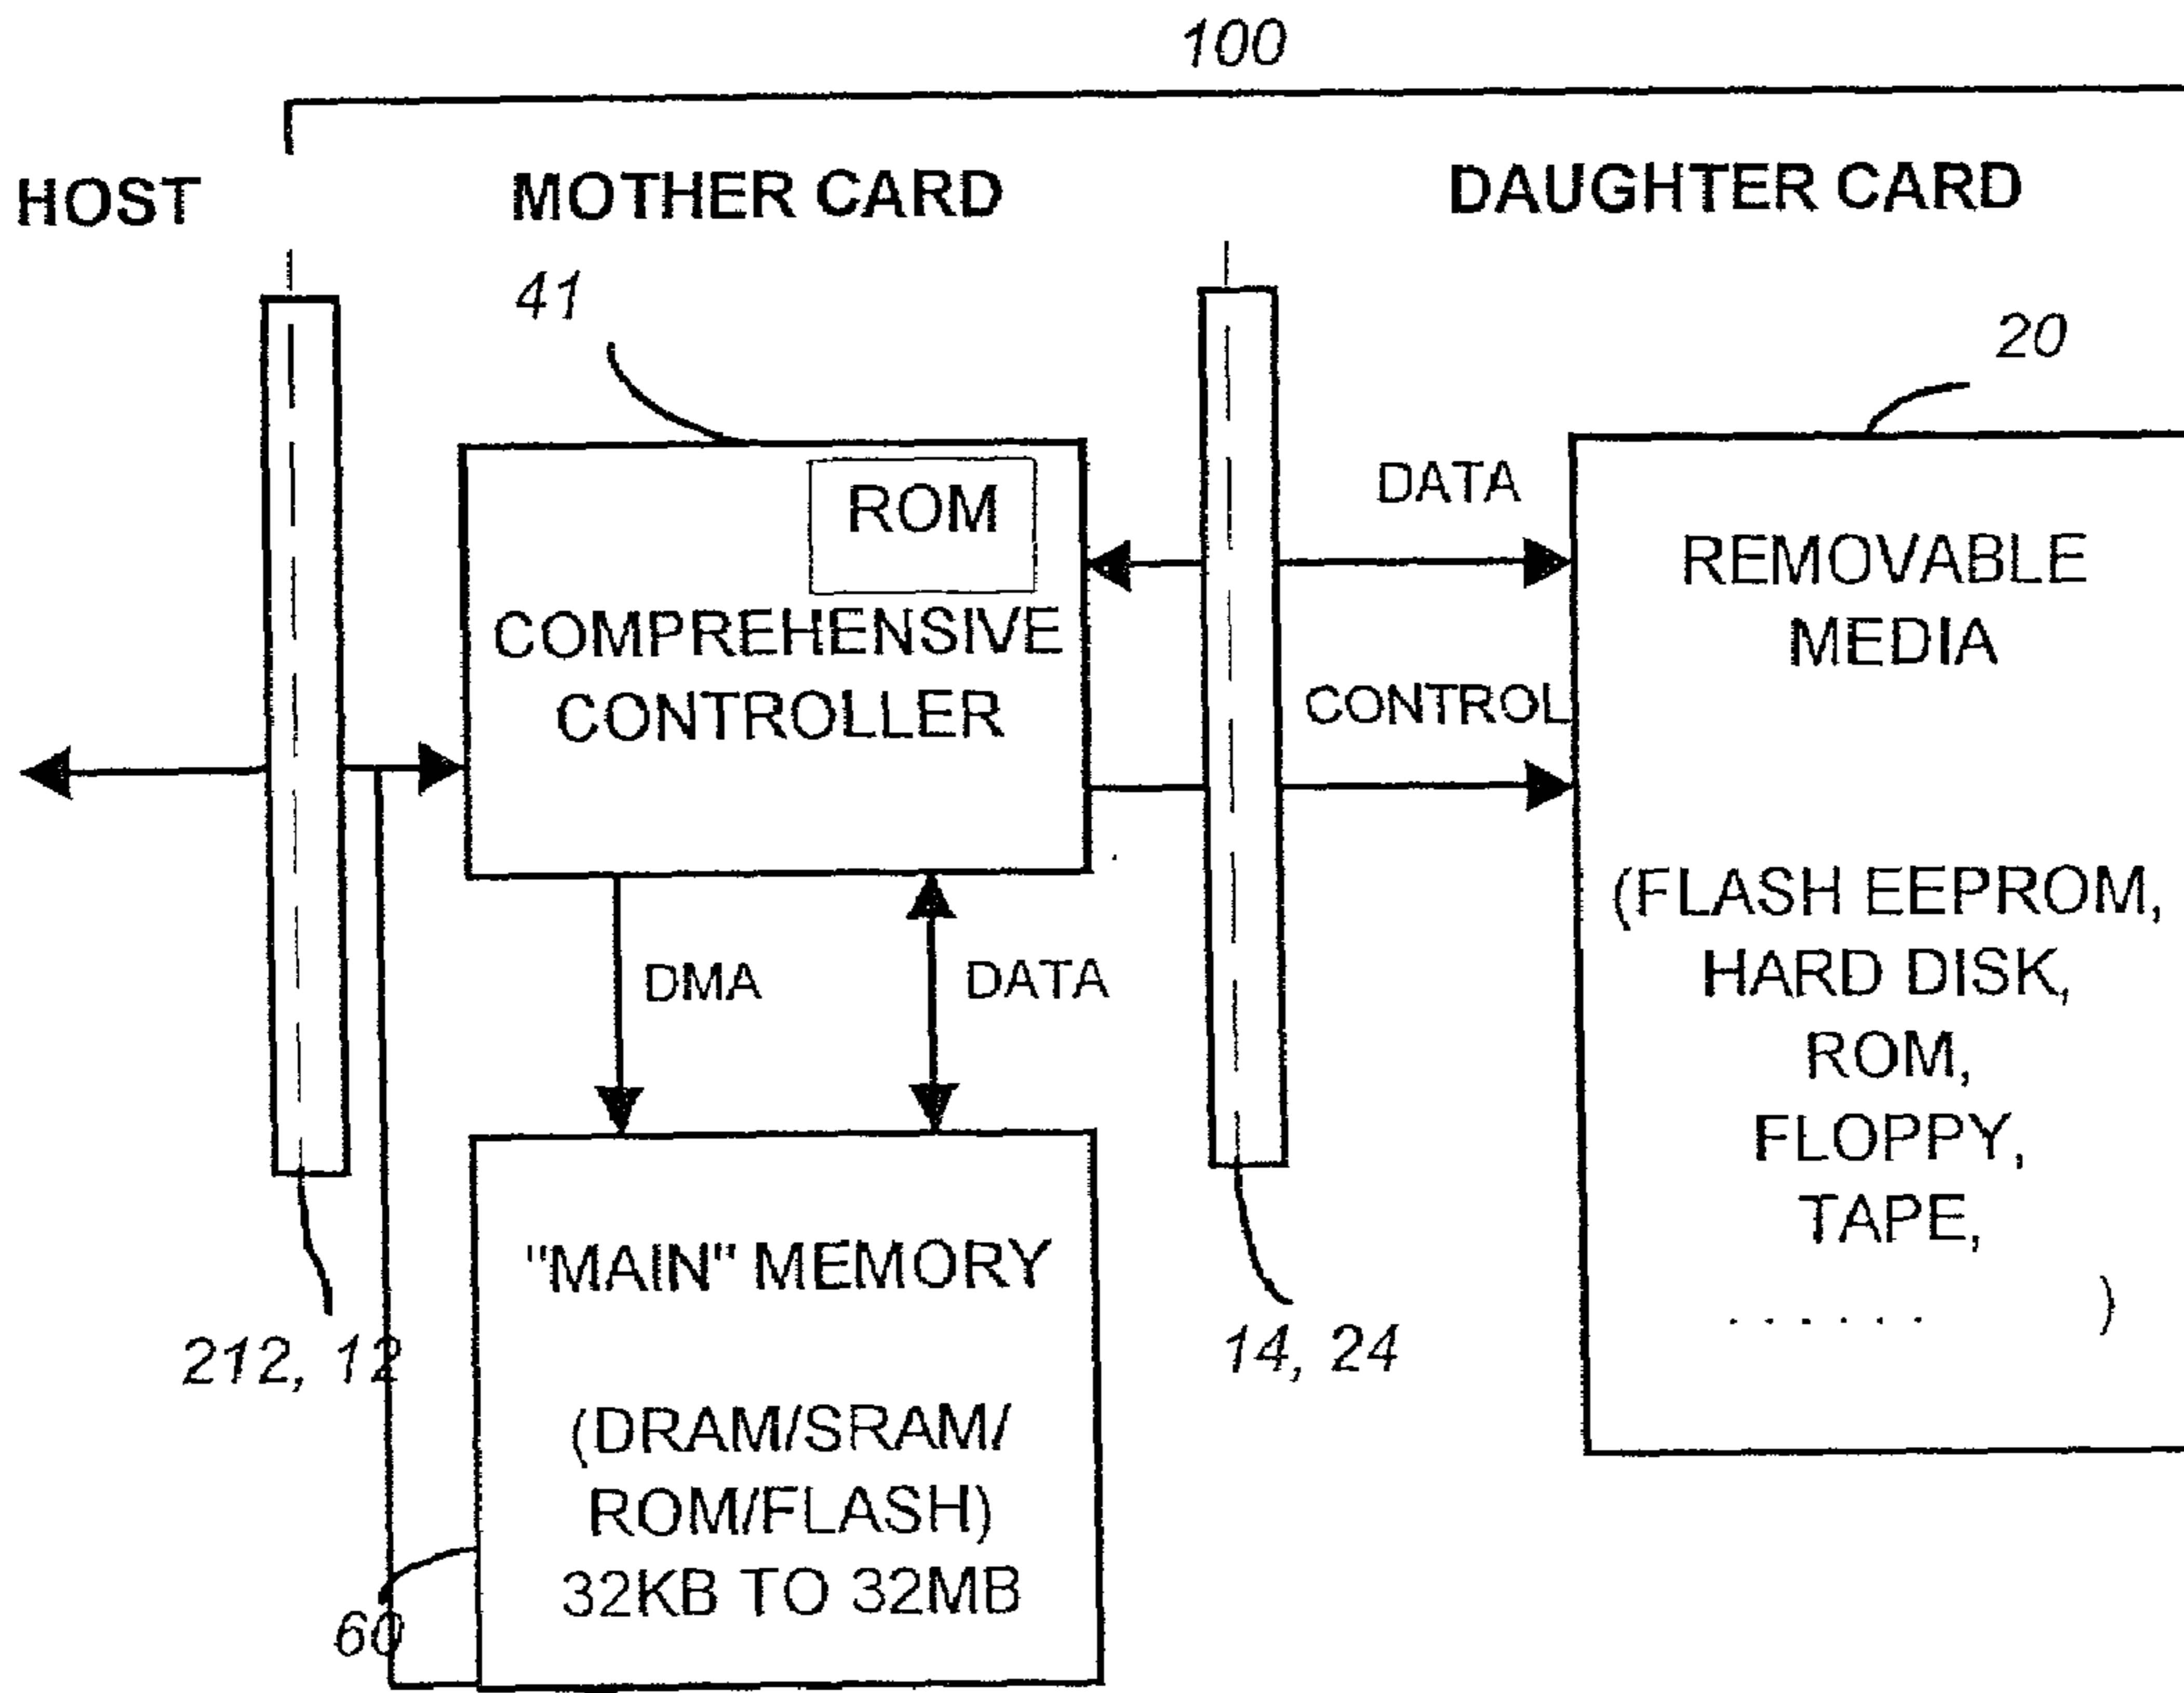 100
HOST
MOTHER CARD
DAUGHTER CARD
41
20
ROM
COMPREHENSIVE
CONTROLLER
DATA
CONTROL
REMOVABLE
MEDIA
(FLASH EEPROM,
HARD DISK,
ROM,
FLOPPY,
TAPE,
. . . . . . )
DMA
DATA
"MAIN" MEMORY
(DRAM/SRAM/
ROM/FLASH)
32KB TO 32MB
212, 12
14, 24
60